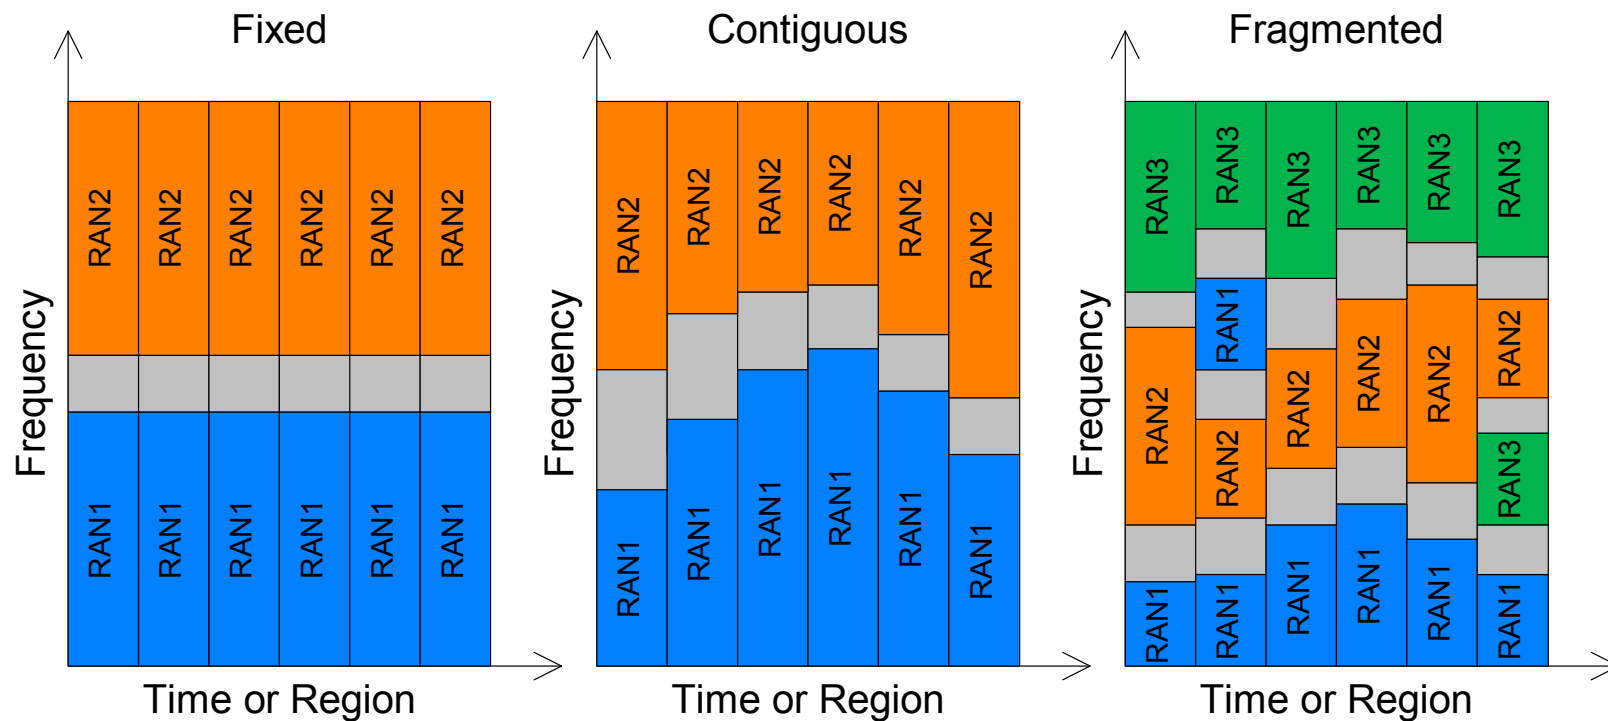 Fixed
Frequency
RAN2 RAN2 RAN2 RAN2 RAN2 RAN2
RAN1 RAN1 RAN1 RAN1 RAN1 RAN1
Time or Region
Contiguous
Frequency
RAN2 RAN2 RAN2 RAN2 RAN2 RAN2
RAN1 RAN1 RAN1 RAN1 RAN1 RAN1
Time or Region
Fragmented
Frequency
RAN3 RAN3 RAN3 RAN3 RAN3 RAN3
RAN1
RAN2 RAN2 RAN2 RAN2 RAN2 RAN2
RAN3
RAN1 RAN1 RAN1 RAN1 RAN1 RAN1
Time or Region